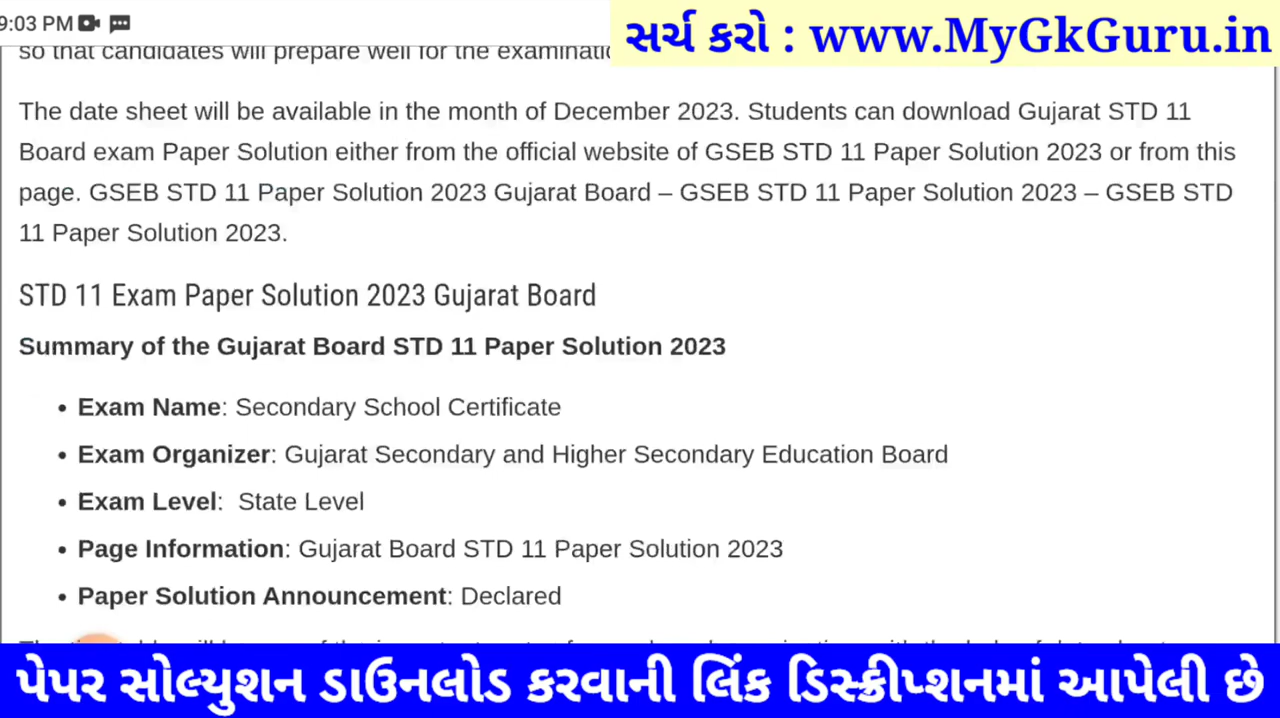 9:03 PM
સર્ચ કરો : www.MyGkGuru.in
so that candidates will prepare well for the
The date sheet will be available in the month of December 2023. Students can download Gujarat STD 11
Board exam Paper Solution either from the official website of GSEB STD 11 Paper Solution 2023 or from this
page. GSEB STD 11 Paper Solution 2023 Gujarat Board – GSEB STD 11 Paper Solution 2023 – GSEB STD
11 Paper Solution 2023.
STD 11 Exam Paper Solution 2023 Gujarat Board
Summary of the Gujarat Board STD 11 Paper Solution 2023
• Exam Name: Secondary School Certificate
• Exam Organizer: Gujarat Secondary and Higher Secondary Education Board
• Exam Level: State Level
• Page Information: Gujarat Board STD 11 Paper Solution 2023
• Paper Solution Announcement: Declared
પેપર સોલ્યુશન ડાઉનલોડ કરવાની લિંક ડિસ્ક્રીપ્શનમાં આપેલી છે